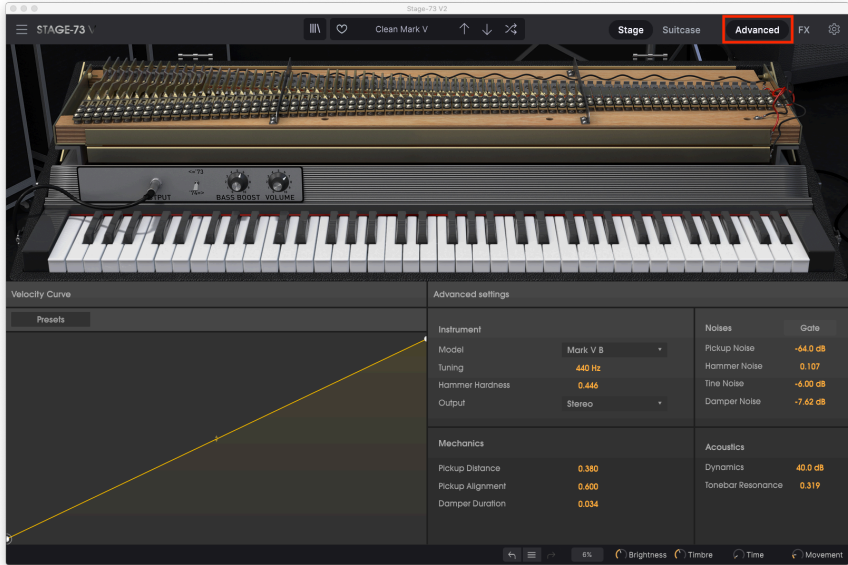 Stage-73 V2
STAGE-73 V
Clean Mark V
Stage Suitcase Advanced FX
<='73
'74=>
BASS BOOST VOLUME
Velocity Curve
Presets
Advanced settings
Instrument
Model Mark V B
Tuning 440 Hz
Hammer Hardness 0.446
Output Stereo
Noises Gate
Pickup Noise -64.0 dB
Hammer Noise 0.107
Tine Noise -6.00 dB
Damper Noise -7.62 dB
Mechanics
Pickup Distance 0.380
Pickup Alignment 0.600
Damper Duration 0.034
Acoustics
Dynamics 40.0 dB
Tonebar Resonance 0.319
6% Brightness Timbre Time Movement